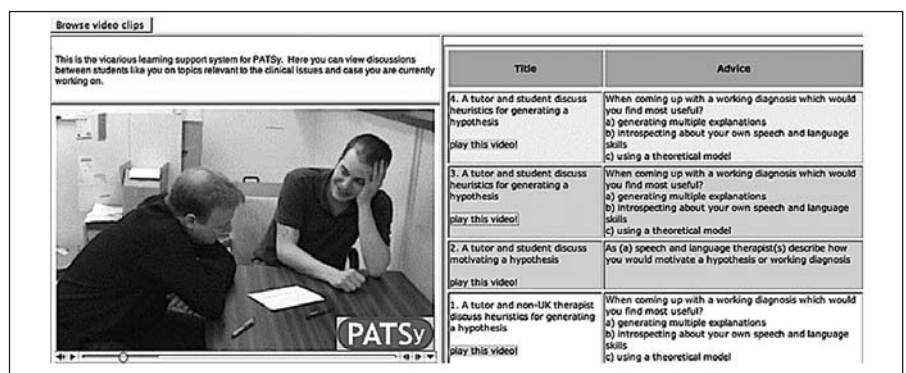 Browse video clips
This is the vicarious learning support system for PATSy. Here you can view discussions
between students like you on topics relevant to the clinical issues and case you are currently
working on.
PATSy
Title
Advice
4. A tutor and student discuss
heuristics for generating a
hypothesis
play this video!
When coming up with a working diagnosis which would
you find most useful?
a) generating multiple explanations
b) introspecting about your own speech and language
skills
c) using a theoretical model
3. A tutor and student discuss
heuristics for generating a
hypothesis
play this video!
When coming up with a working diagnosis which would
you find most useful?
a) generating multiple explanations
b) introspecting about your own speech and language
skills
c) using a theoretical model
2. A tutor and student discuss
motivating a hypothesis
play this video!
As (a) speech and language therapist(s) describe how
you would motivate a hypothesis or working diagnosis
1. A tutor and non-UK therapist
discuss heuristics for generating
a hypothesis
play this video!
When coming up with a working diagnosis which would
you find most useful?
a) generating multiple explanations
b) introspecting about your own speech and language
skills
c) using a theoretical model